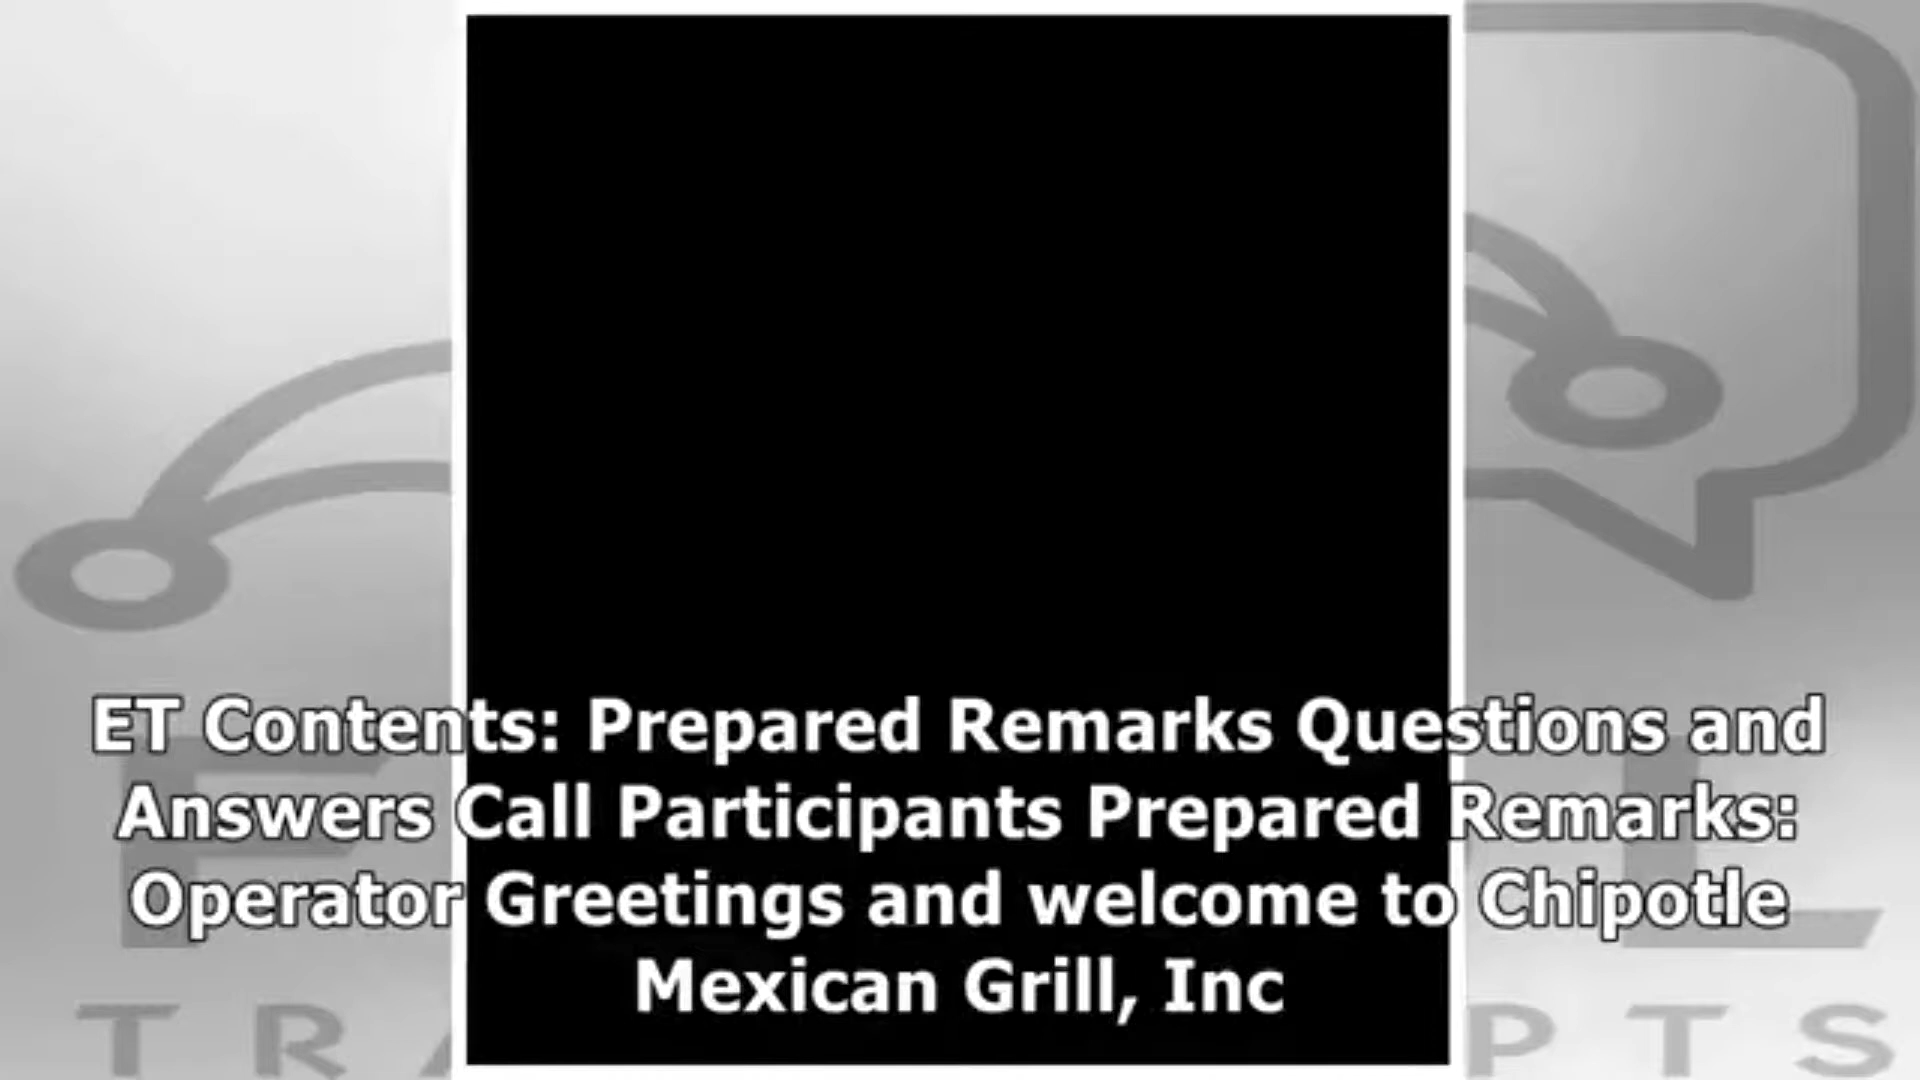 ET Contents: Prepared Remarks Questions and
Answers Call Participants Prepared Remarks:
Operator Greetings and welcome to Chipotle
Mexican Grill, Inc